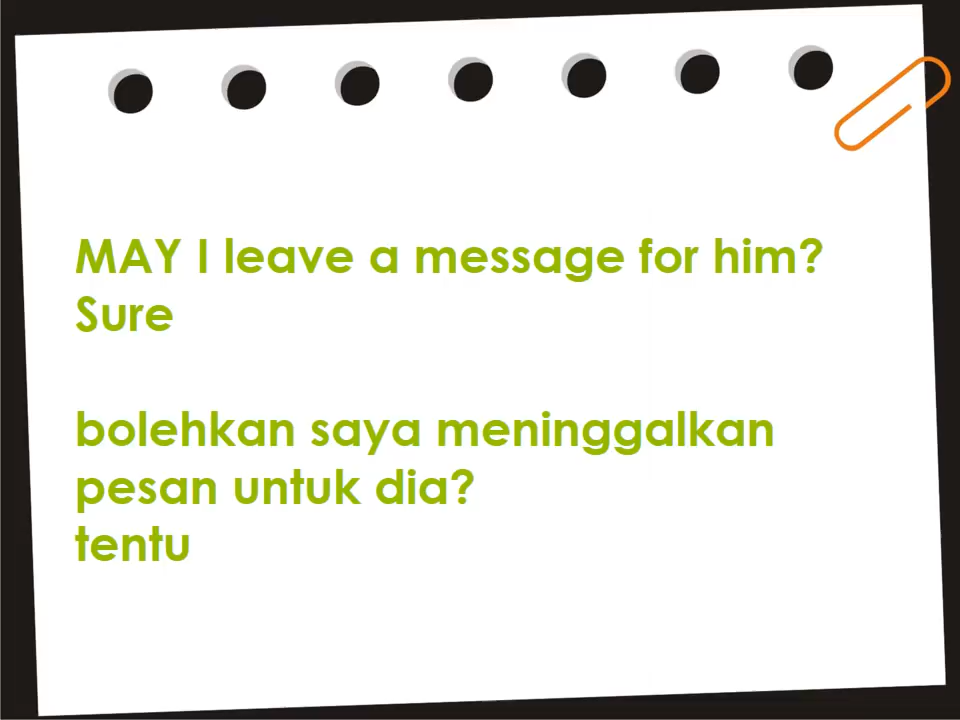 MAY I leave a message for him?
Sure
bolehkan saya meninggalkan
pesan untuk dia?
tentu